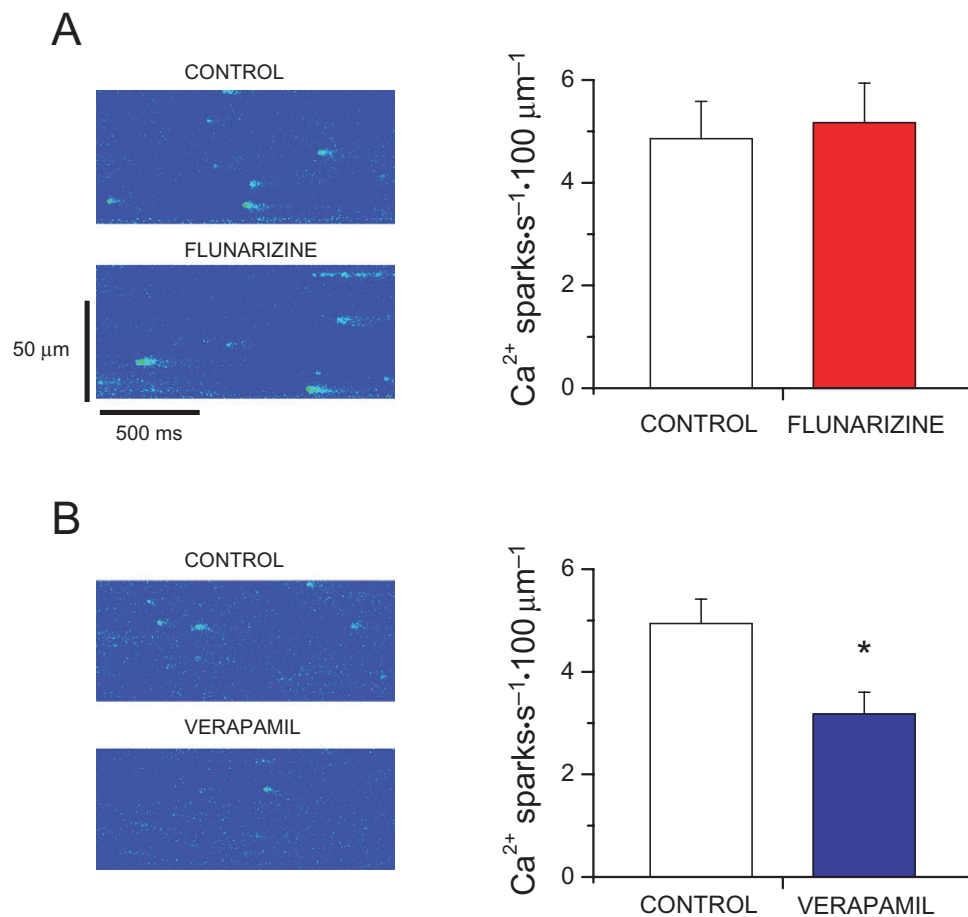 A
CONTROL
FLUNARIZINE
50 μm
500 ms
Ca²⁺ sparks·s⁻¹·100 μm⁻¹
6
4
2
0
CONTROL FLUNARIZINE
B
CONTROL
VERAPAMIL
Ca²⁺ sparks·s⁻¹·100 μm⁻¹
6
4
2
0
*
CONTROL VERAPAMIL